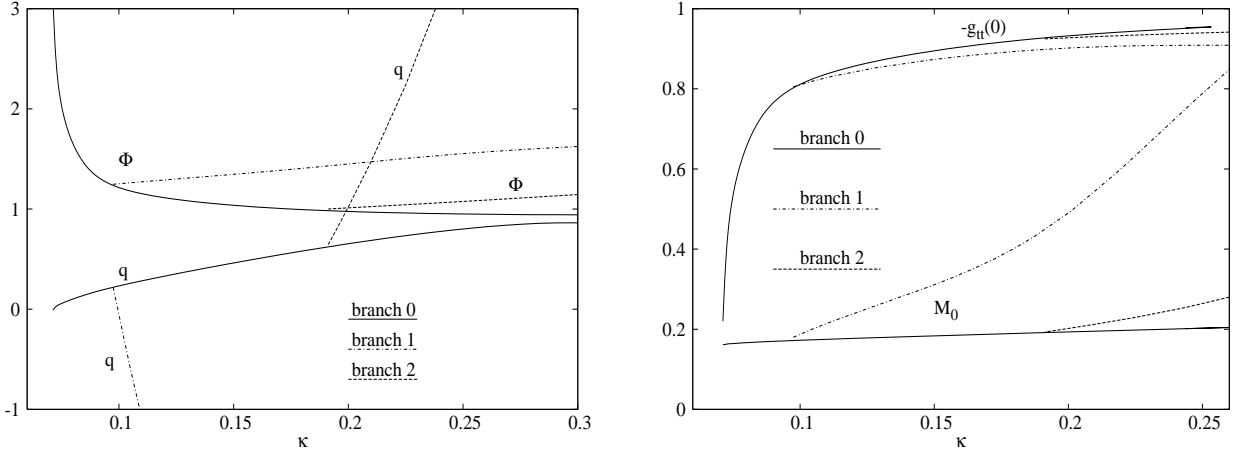 3
2
1
0
-1
Φ
Φ
q
q
q
branch 0
branch 1
branch 2
0.1
0.15
0.2
0.25
0.3
κ
1
0.8
0.6
0.4
0.2
0
-g_tt(0)
branch 0
branch 1
branch 2
M_0
0.1
0.15
0.2
0.25
κ